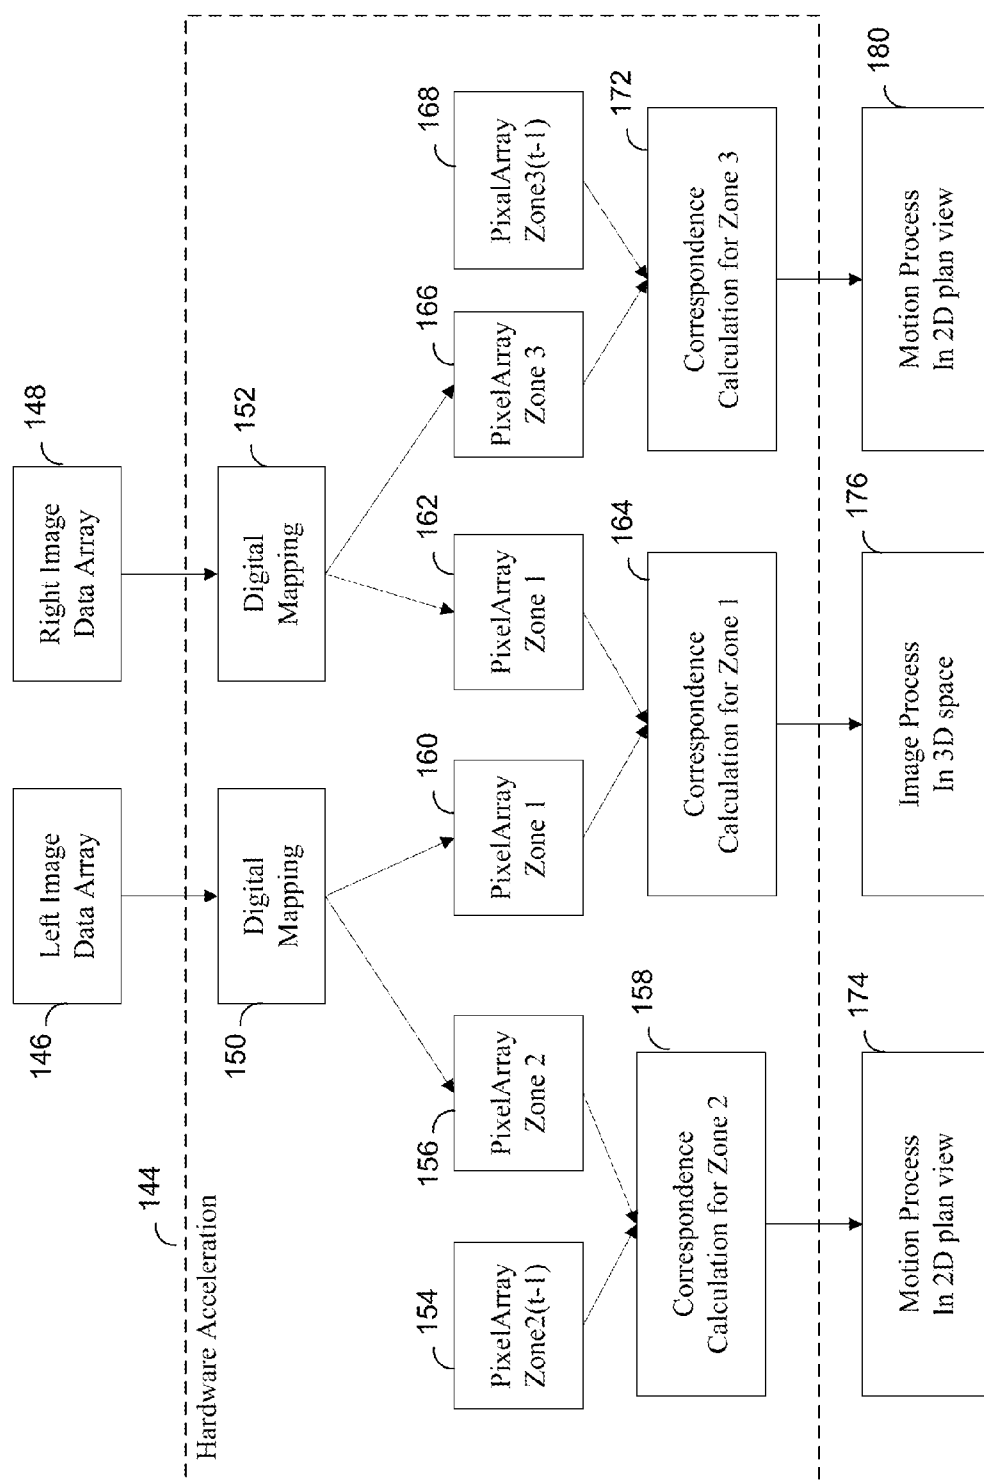 146
Left Image
Data Array
148
Right Image
Data Array
144
Hardware Acceleration
150
Digital
Mapping
152
Digital
Mapping
154
PixelArray
Zone2(t-1)
156
PixelArray
Zone 2
160
PixelArray
Zone 1
162
PixelArray
Zone 1
166
PixelArray
Zone 3
168
PixalArray
Zone3(t-1)
158
Correspondence
Calculation for Zone 2
164
Correspondence
Calculation for Zone 1
172
Correspondence
Calculation for Zone 3
174
Motion Process
In 2D plan view
176
Image Process
In 3D space
180
Motion Process
In 2D plan view